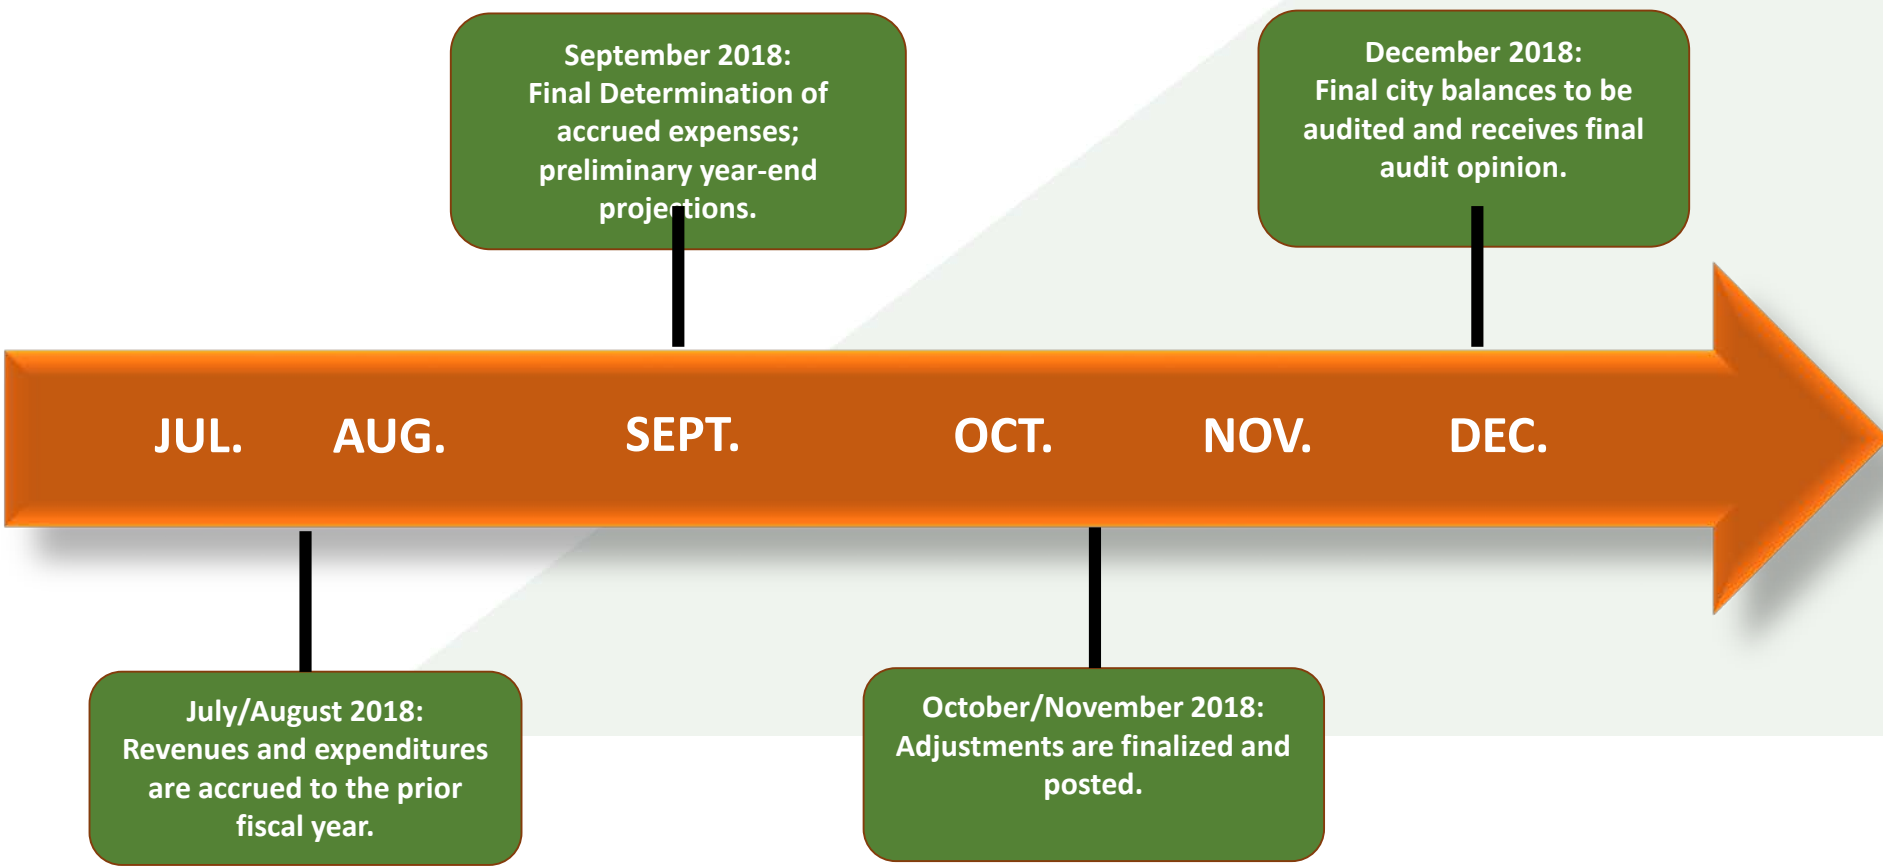 September 2018:
Final Determination of
accrued expenses;
preliminary year-end
projections.
December 2018:
Final city balances to be
audited and receives final
audit opinion.
JUL.
AUG.
SEPT.
OCT.
NOV.
DEC.
July/August 2018:
Revenues and expenditures
are accrued to the prior
fiscal year.
October/November 2018:
Adjustments are finalized and
posted.